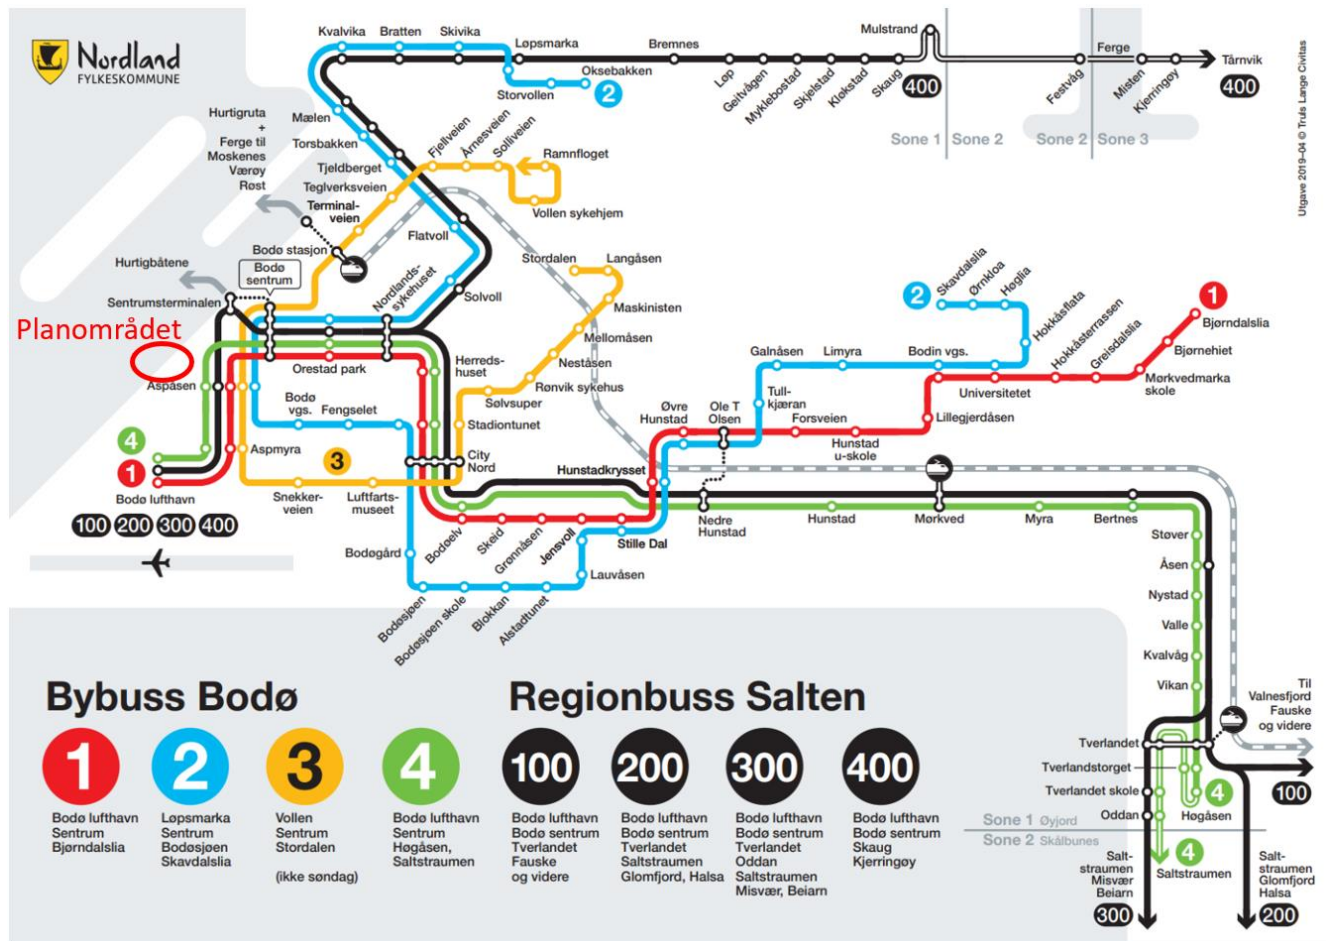 Nordland
FYLKESKOMMUNE
Kvalvika
Bratten
Skivika
Løpsmarka
Bremnes
Mulstrand
Ferge
Tårnvik
400
Oksebakken
2
Storvollen
Løp
Geitvågen
Myklebostad
Skjelstad
Kløkstad
Skaug
400
Festvåg
Misten
Kjerringøy
Sone 1
Sone 2
Sone 2
Sone 3
Utgave 2019-04 © Truls Lange Civitas
Hurtigruta
+
Ferge til
Moskenes
Værøy
Røst
Mælen
Torsbakken
Tjeldberget
Teglverksveien
Terminal-
veien
Fjellveien
Årnesveien
Solliveien
Ramnfloget
Vollen sykehjem
Flatvoll
Bodø stasjon
Bodø
sentrum
Hurtigbåtene
Sentrumsterminalen
Nordlands-
sykehuset
Solvoll
Stordalen
Langåsen
Maskinisten
Mellomåsen
Neståsen
Rønvik sykehus
Sølvsuper
Stadiontunet
Planområdet
Aspåsen
Orestad park
Herreds-
huset
Bodø
vgs.
Fengselet
City
Nord
Aspmyra
3
Snekker-
veien
Luftfarts-
museet
4
1
Bodø lufthavn
100
200
300
400
2
Skavdalslia
Ørnkloa
Høglia
Hokkåsflata
Hokkåsterrassen
Greisdalslia
1
Bjørndalslia
Bjørnehiet
Mørkvedmarka
skole
Galnåsen
Limyra
Bodin vgs.
Universitetet
Lillegjerdåsen
Tull-
kjæran
Øvre
Hunstad
Ole T
Olsen
Forsveien
Hunstad
u-skole
Hunstadkrysset
Nedre
Hunstad
Hunstad
Mørkved
Myra
Bertnes
Bodøgård
Bodøelv
Skeid
Grønnåsen
Jensvoll
Stille Dal
Lauvåsen
Bodøsjøen
Bodøsjøen skole
Blokkan
Alstadtunet
Støver
Åsen
Nystad
Valle
Kvalvåg
Vikan
Til
Valnesfjord
Fauske
og videre
Tverlandet
Tverlandstorget
Tverlandet skole
Oddan
4
Høgåsen
100
Sone 1 Øyjord
Sone 2 Skålbunes
Salt-
straumen
Misvær
Beiarn
300
4
Saltstraumen
Salt-
straumen
Glomfjord
Halsa
200
Bybuss Bodø
1
Bodø lufthavn
Sentrum
Bjørndalslia
2
Løpsmarka
Sentrum
Bodøsjøen
Skavdalslia
3
Vollen
Sentrum
Stordalen
(ikke søndag)
4
Bodø lufthavn
Sentrum
Høgåsen,
Saltstraumen
Regionbuss Salten
100
Bodø lufthavn
Bodø sentrum
Tverlandet
Fauske
og videre
200
Bodø lufthavn
Bodø sentrum
Tverlandet
Saltstraumen
Glomfjord, Halsa
300
Bodø lufthavn
Bodø sentrum
Tverlandet
Oddan
Saltstraumen
Misvær, Beiarn
400
Bodø lufthavn
Bodø sentrum
Skaug
Kjerringøy